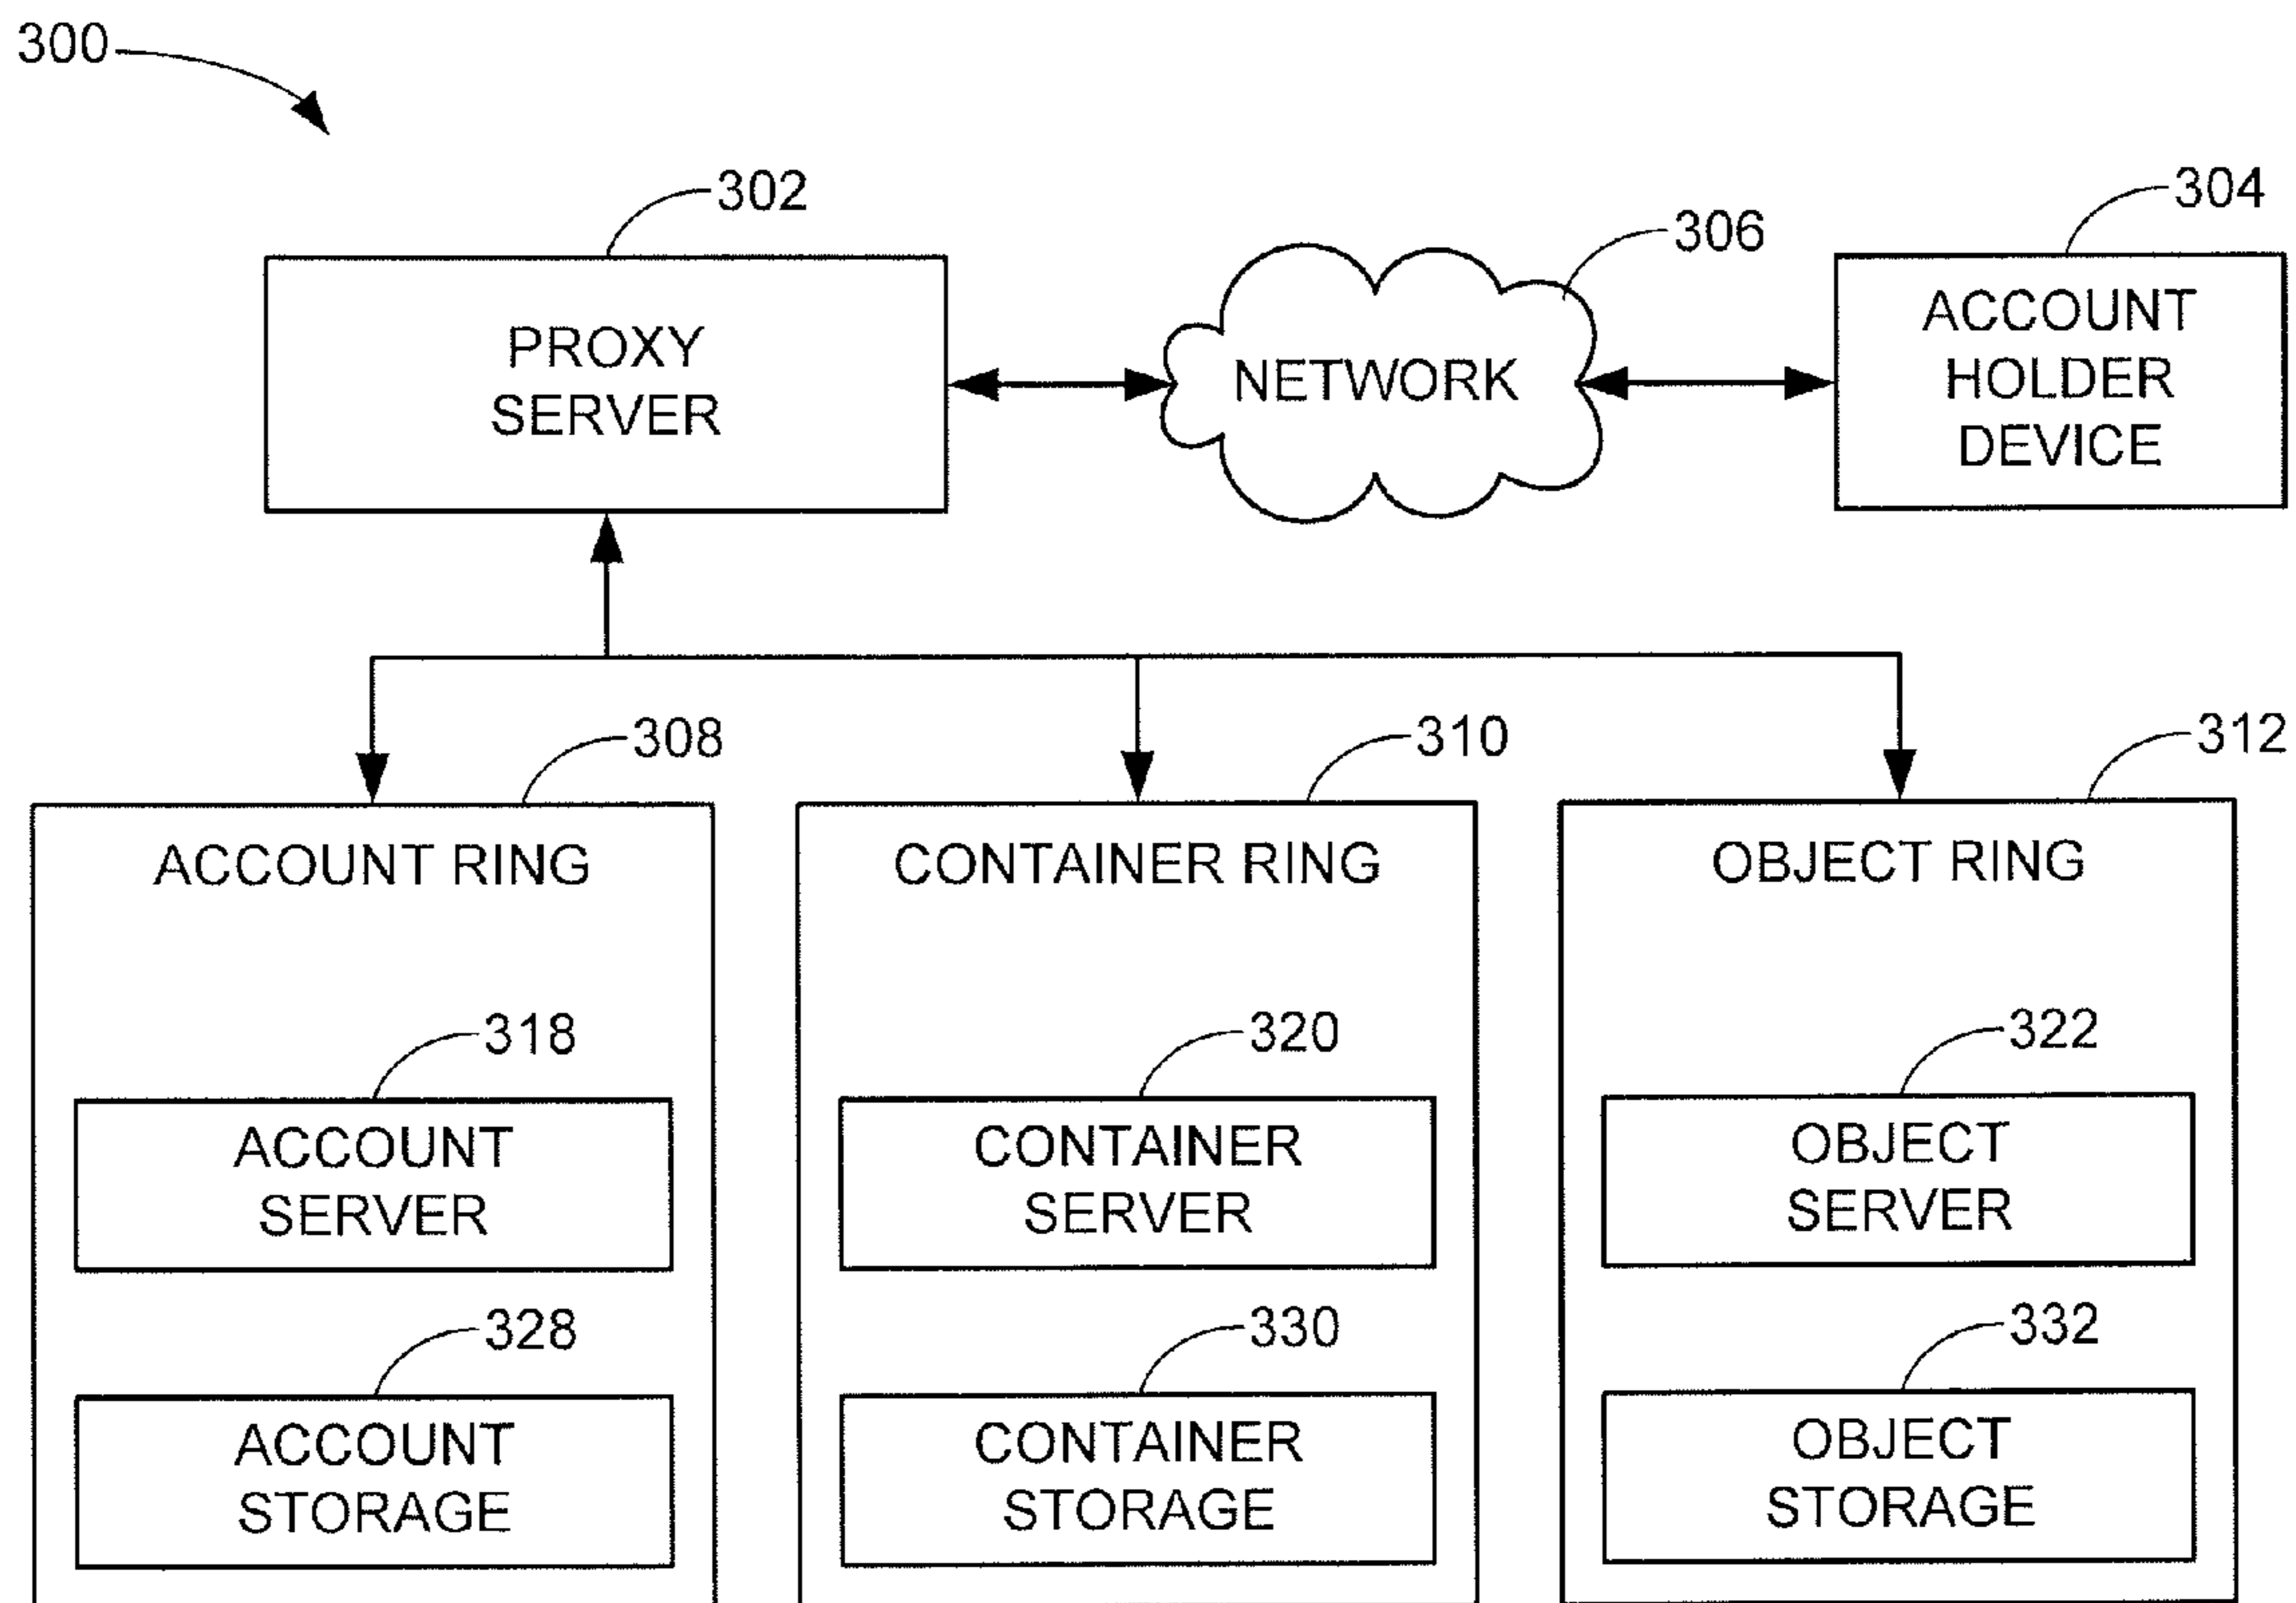 300
302
304
306
PROXY
SERVER
NETWORK
ACCOUNT
HOLDER
DEVICE
308
310
312
ACCOUNT RING
CONTAINER RING
OBJECT RING
318
320
322
ACCOUNT
SERVER
CONTAINER
SERVER
OBJECT
SERVER
328
330
332
ACCOUNT
STORAGE
CONTAINER
STORAGE
OBJECT
STORAGE